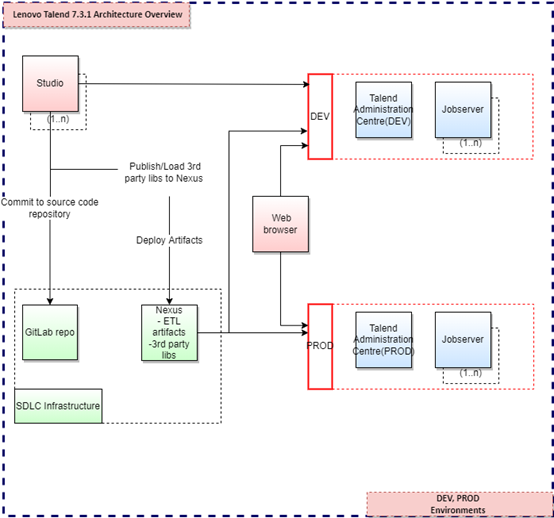 Lenovo Talend 7.3.1 Architecture Overview
Studio
(1..n)
DEV
Talend
Administration
Centre(DEV)
Jobserver
(1..n)
Publish/Load 3rd
party libs to Nexus
Commit to source code
repository
Web
browser
Deploy Artifacts
GitLab repo
Nexus
- ETL
artifacts
-3rd party
libs
PROD
Talend
Administration
Centre(PROD)
Jobserver
(1..n)
SDLC Infrastructure
DEV, PROD
Environments